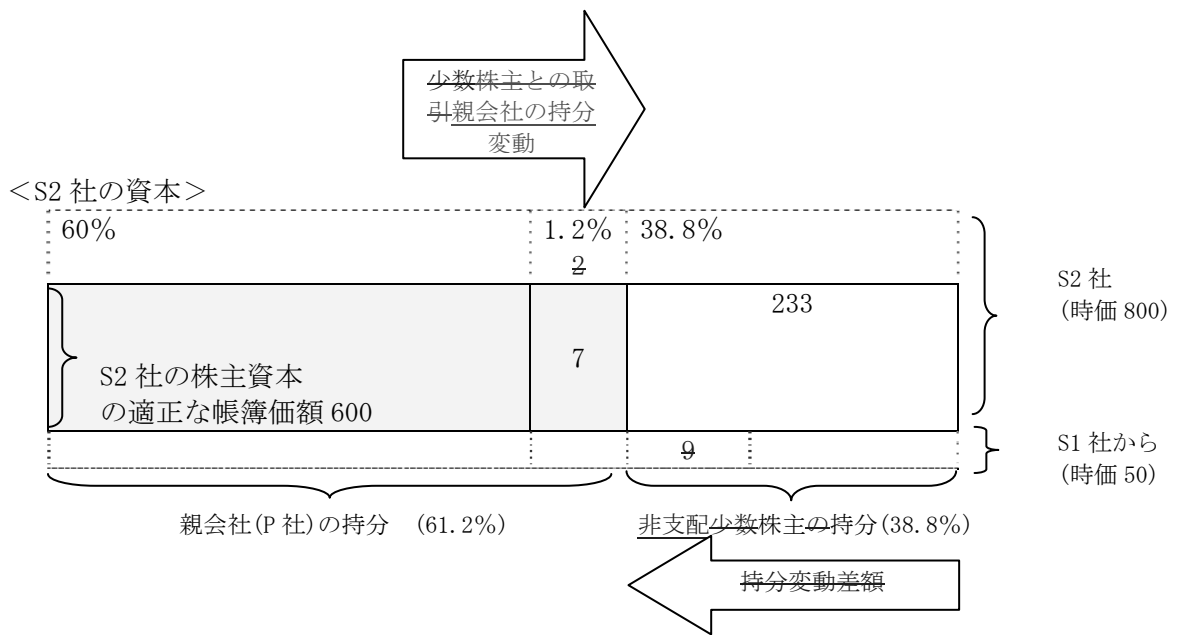 少数株主との取
引親会社の持分
変動
＜S2 社の資本＞
60%
1.2%
38.8%
2
233
S2 社
(時価 800)
7
S2 社の株主資本
の適正な帳簿価額 600
9
S1 社から
(時価 50)
親会社(P 社)の持分　(61.2%)
非支配少数株主の持分(38.8%)
持分変動差額